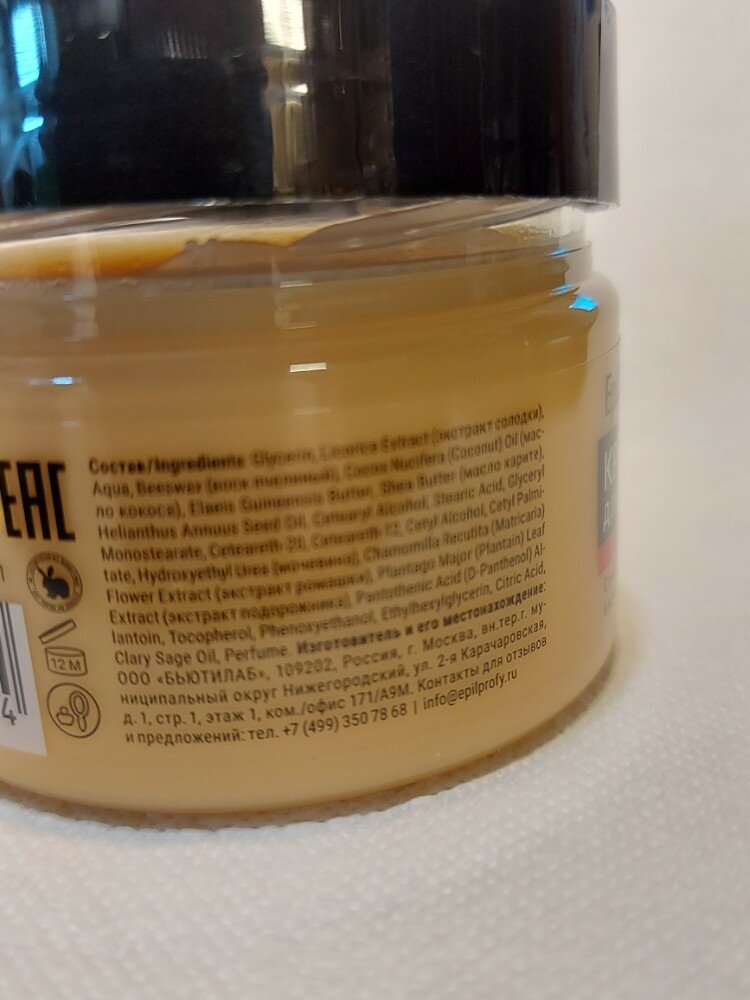 EAC
Состав/Ingredients: Glycerin, Licorice Extract (экстракт солодки),
Aqua, Beeswax (воск пчелиный), Cocos Nucifera (Coconut) Oil (мас-
ло кокоса), Elaeis Guineensis Butter, Shea Butter (масло карите),
Helianthus Annuus Seed Oil, Cetearyl Alcohol, Stearic Acid, Glyceryl
Monostearate, Ceteareth-20, Ceteareth-12, Cetyl Alcohol, Cetyl Palmi-
tate, Hydroxyethyl Urea (мочевина), Chamomilla Recutita (Matricaria)
Flower Extract (экстракт ромашки), Plantago Major (Plantain) Leaf
Extract (экстракт подорожника), Pantothenic Acid (D-Panthenol) Al-
lantoin, Tocopherol, Phenoxyethanol, Ethylhexylglycerin, Citric Acid,
Clary Sage Oil, Perfume. Изготовитель и его местонахождение:
ООО «БЬЮТИЛАБ», 109202, Россия, г. Москва, вн.тер.г. му-
ниципальный округ Нижегородский, ул. 2-я Карачаровская,
д. 1, стр. 1, этаж 1, ком./офис 171/А9М. Контакты для отзывов
и предложений: тел. +7 (499) 350 78 68 | info@epilprofy.ru
12 M
4